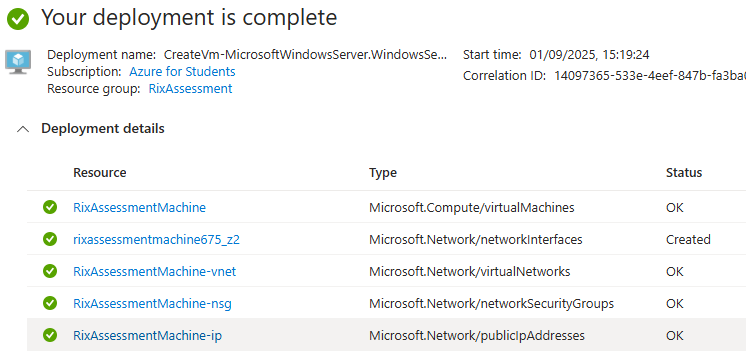 Your deployment is complete
Deployment name: CreateVm-MicrosoftWindowsServer.WindowsSe...
Start time: 01/09/2025, 15:19:24
Subscription: Azure for Students
Correlation ID: 14097365-533e-4eef-847b-fa3ba
Resource group: RixAssessment
Deployment details
Resource Type Status
RixAssessmentMachine Microsoft.Compute/virtualMachines OK
rixassessmentmachine675_z2 Microsoft.Network/networkInterfaces Created
RixAssessmentMachine-vnet Microsoft.Network/virtualNetworks OK
RixAssessmentMachine-nsg Microsoft.Network/networkSecurityGroups OK
RixAssessmentMachine-ip Microsoft.Network/publicIpAddresses OK